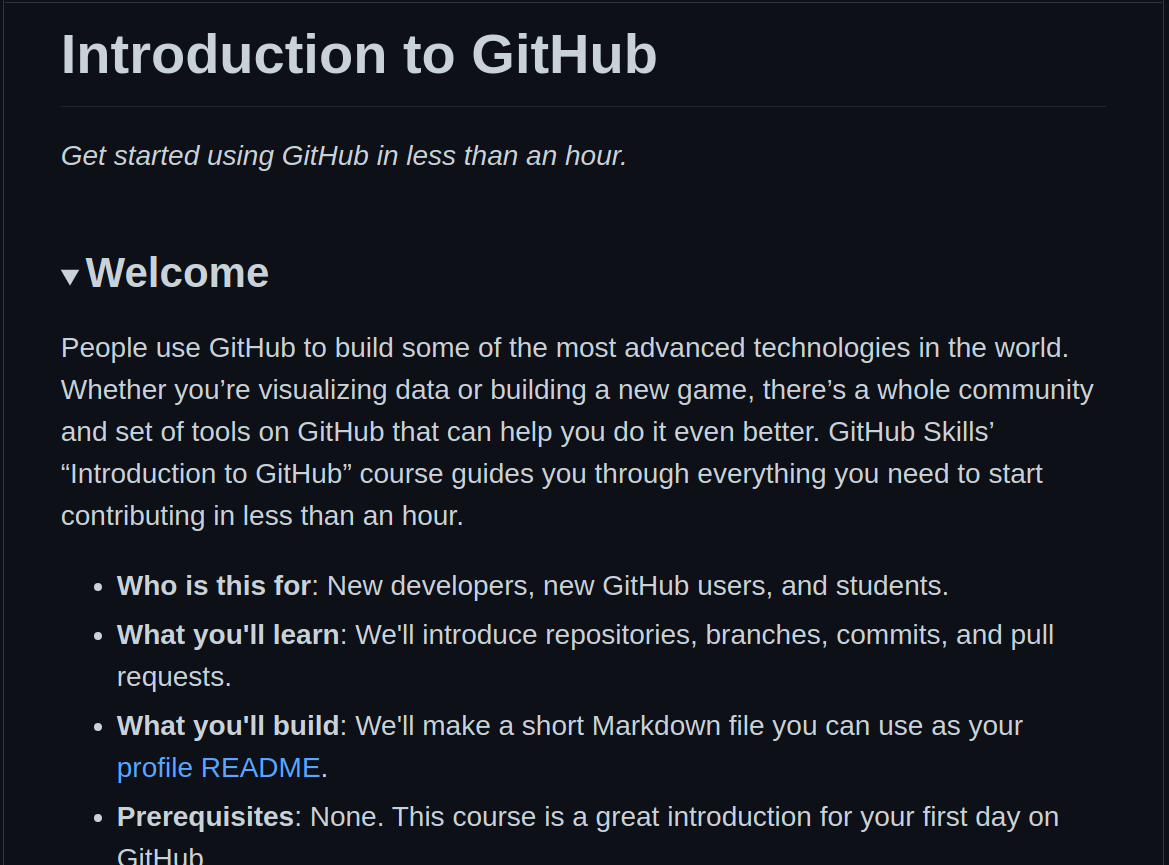 Introduction to GitHub
Get started using GitHub in less than an hour.
Welcome
People use GitHub to build some of the most advanced technologies in the world.
Whether you’re visualizing data or building a new game, there’s a whole community
and set of tools on GitHub that can help you do it even better. GitHub Skills’
“Introduction to GitHub” course guides you through everything you need to start
contributing in less than an hour.
• Who is this for: New developers, new GitHub users, and students.
• What you'll learn: We'll introduce repositories, branches, commits, and pull
requests.
• What you'll build: We'll make a short Markdown file you can use as your
profile README.
• Prerequisites: None. This course is a great introduction for your first day on
GitHub.